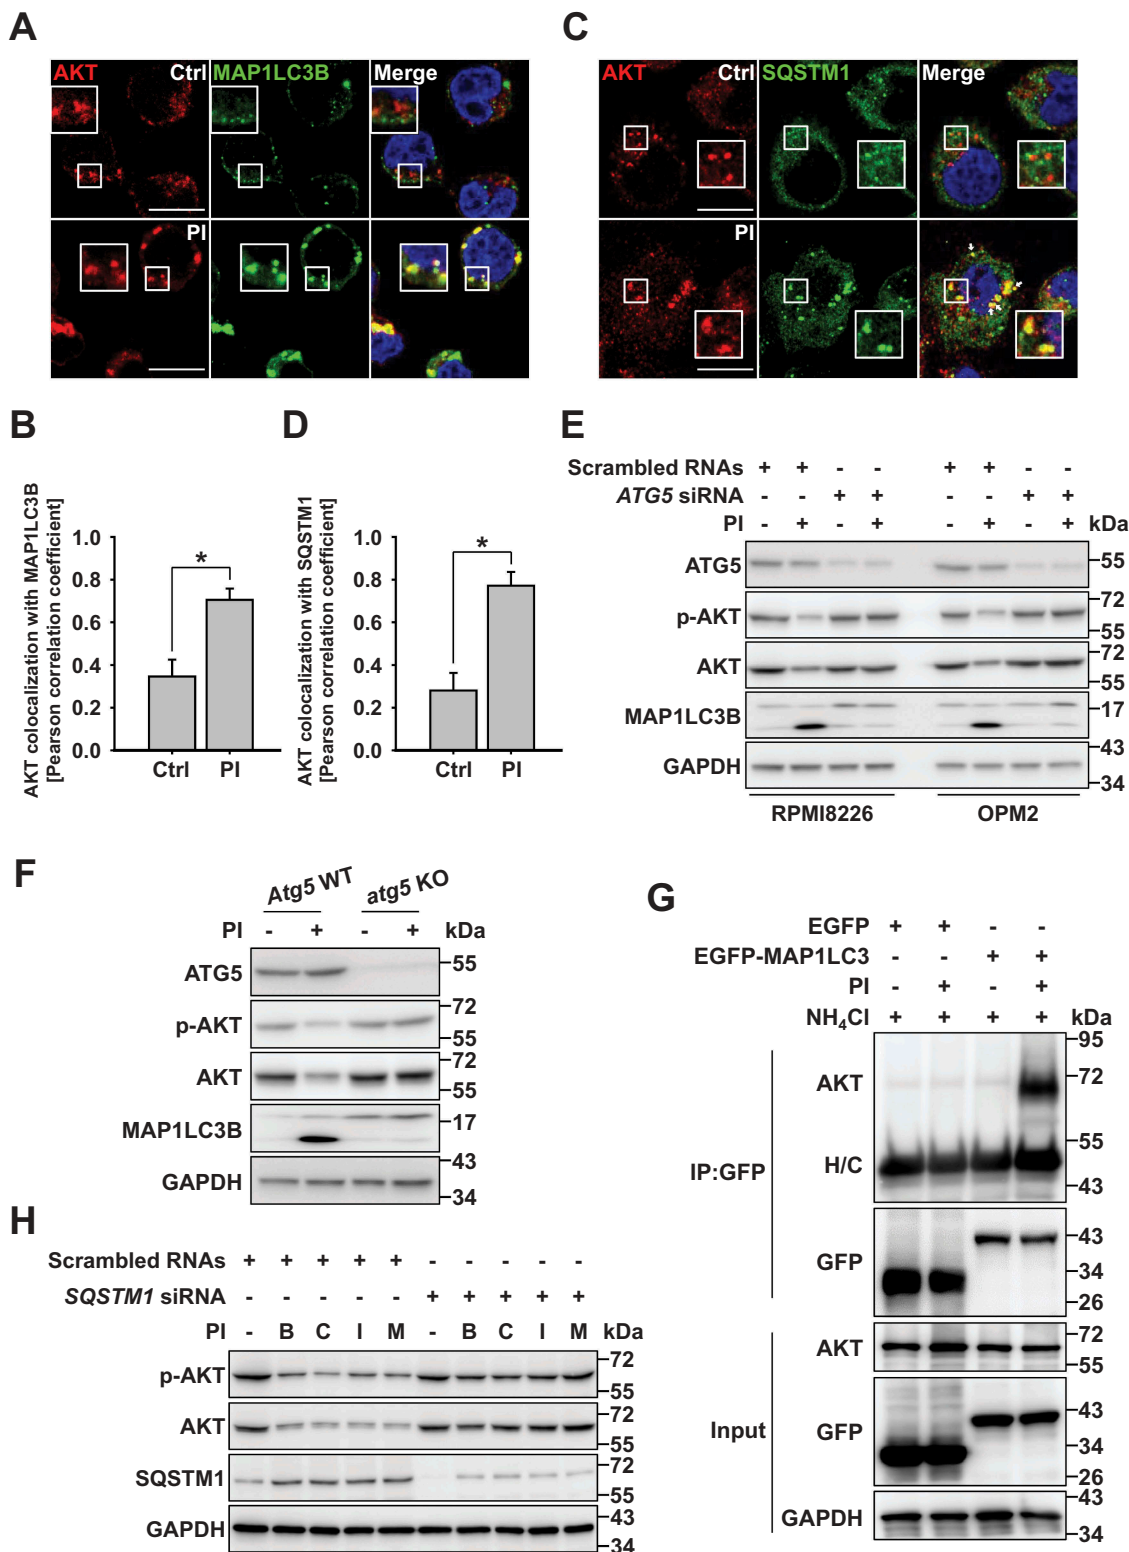 A
AKT Ctrl MAP1LC3B Merge
PI
C
AKT Ctrl SQSTM1 Merge
PI
B
AKT colocalization with MAP1LC3B
[Pearson correlation coefficient]
1.0
0.8
0.6
0.4
0.2
0.0
*
Ctrl PI
D
AKT colocalization with SQSTM1
[Pearson correlation coefficient]
1.0
0.8
0.6
0.4
0.2
0.0
*
Ctrl PI
E
Scrambled RNAs + + - - + + - -
ATG5 siRNA - - + + - - + +
PI - + - + - + - + kDa
ATG5 55
p-AKT 72 55
AKT 72 55
MAP1LC3B 17
GAPDH 43 34
RPMI8226 OPM2
F
Atg5 WT atg5 KO
PI - + - + kDa
ATG5 55
p-AKT 72 55
AKT 72 55
MAP1LC3B 17
GAPDH 43 34
G
EGFP + + - -
EGFP-MAP1LC3 - - + +
PI - + - +
NH4Cl + + + + kDa
IP:GFP
AKT 95 72
H/C 55 43
GFP 43 34 26
Input
AKT 72 55
GFP 43 34 26
GAPDH 43 34
H
Scrambled RNAs + + + + + - - - - -
SQSTM1 siRNA - - - - - + + + + +
PI - B C I M - B C I M kDa
p-AKT 72 55
AKT 72 55
SQSTM1 72 55
GAPDH 43 34